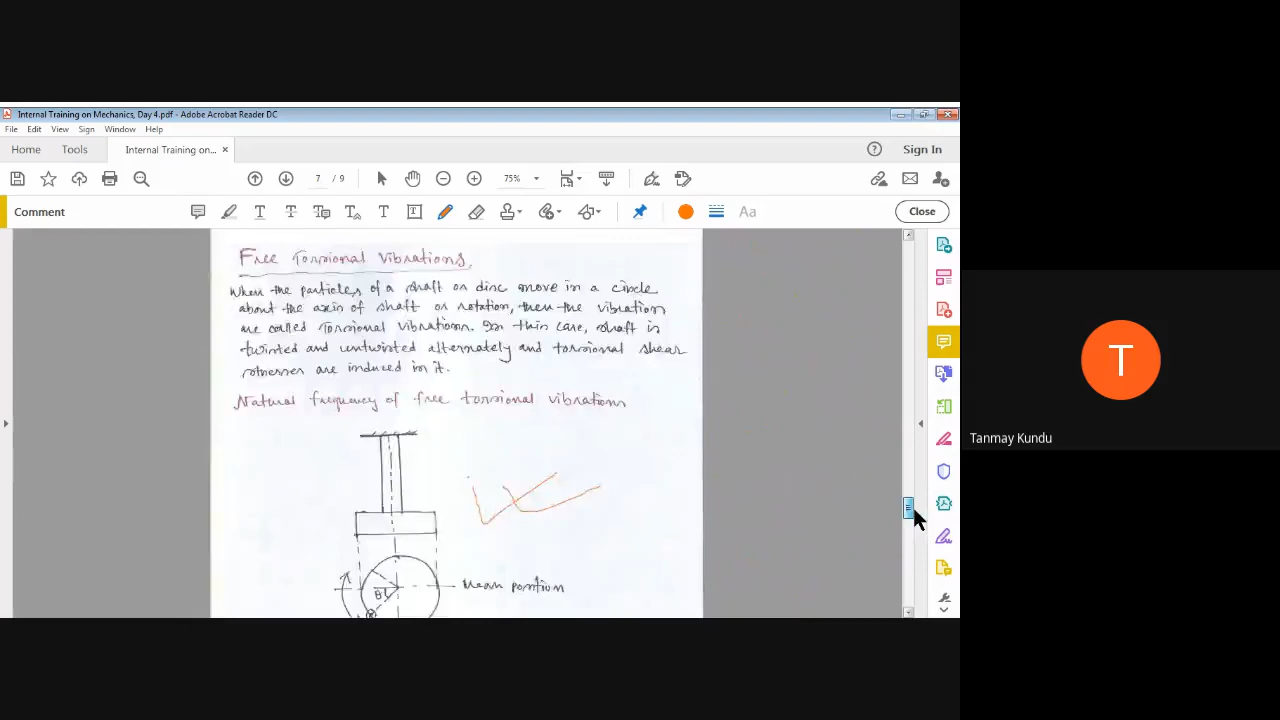 Internal Training on Mechanics, Day 4.pdf - Adobe Acrobat Reader DC
File Edit View Sign Window Help
Home Tools Internal Training on... × Sign In
7 / 9 75%
Comment Aa Close
Free Torsional Vibrations.
When the particles of a shaft or disc move in a circle
about the axis of shaft or rotation, then the vibration
are called Torsional vibrations. In this case, shaft is
twisted and untwisted alternately and torsional shear
stresses are induced in it.
Natural frequency of free torsional vibrations
Mean position
θ
T
Tanmay Kundu